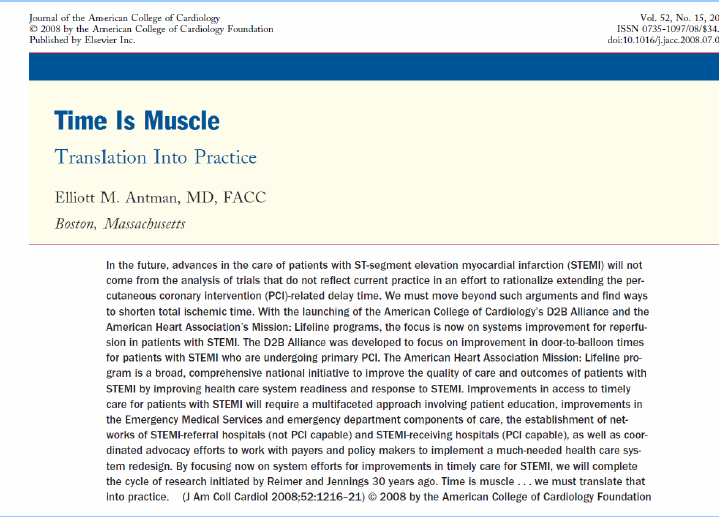 Journal of the American College of Cardiology
Vol. 52, No. 15, 20
© 2008 by the American College of Cardiology Foundation
ISSN 0735-1097/08/$34.
Published by Elsevier Inc.
doi:10.1016/j.jacc.2008.07.0
Time Is Muscle
Translation Into Practice
Elliott M. Antman, MD, FACC
Boston, Massachusetts
In the future, advances in the care of patients with ST-segment elevation myocardial infarction (STEMI) will not
come from the analysis of trials that do not reflect current practice in an effort to rationalize extending the per-
cutaneous coronary intervention (PCI)-related delay time. We must move beyond such arguments and find ways
to shorten total ischemic time. With the launching of the American College of Cardiology's D2B Alliance and the
American Heart Association's Mission: Lifeline programs, the focus is now on systems improvement for reperfu-
sion in patients with STEMI. The D2B Alliance was developed to focus on improvement in door-to-balloon times
for patients with STEMI who are undergoing primary PCI. The American Heart Association Mission: Lifeline pro-
gram is a broad, comprehensive national initiative to improve the quality of care and outcomes of patients with
STEMI by improving health care system readiness and response to STEMI. Improvements in access to timely
care for patients with STEMI will require a multifaceted approach involving patient education, improvements in
the Emergency Medical Services and emergency department components of care, the establishment of net-
works of STEMI-referral hospitals (not PCI capable) and STEMI-receiving hospitals (PCI capable), as well as coor-
dinated advocacy efforts to work with payers and policy makers to implement a much-needed health care sys-
tem redesign. By focusing now on system efforts for improvements in timely care for STEMI, we will complete
the cycle of research initiated by Reimer and Jennings 30 years ago. Time is muscle . . . we must translate that
into practice. (J Am Coll Cardiol 2008;52:1216–21) © 2008 by the American College of Cardiology Foundation